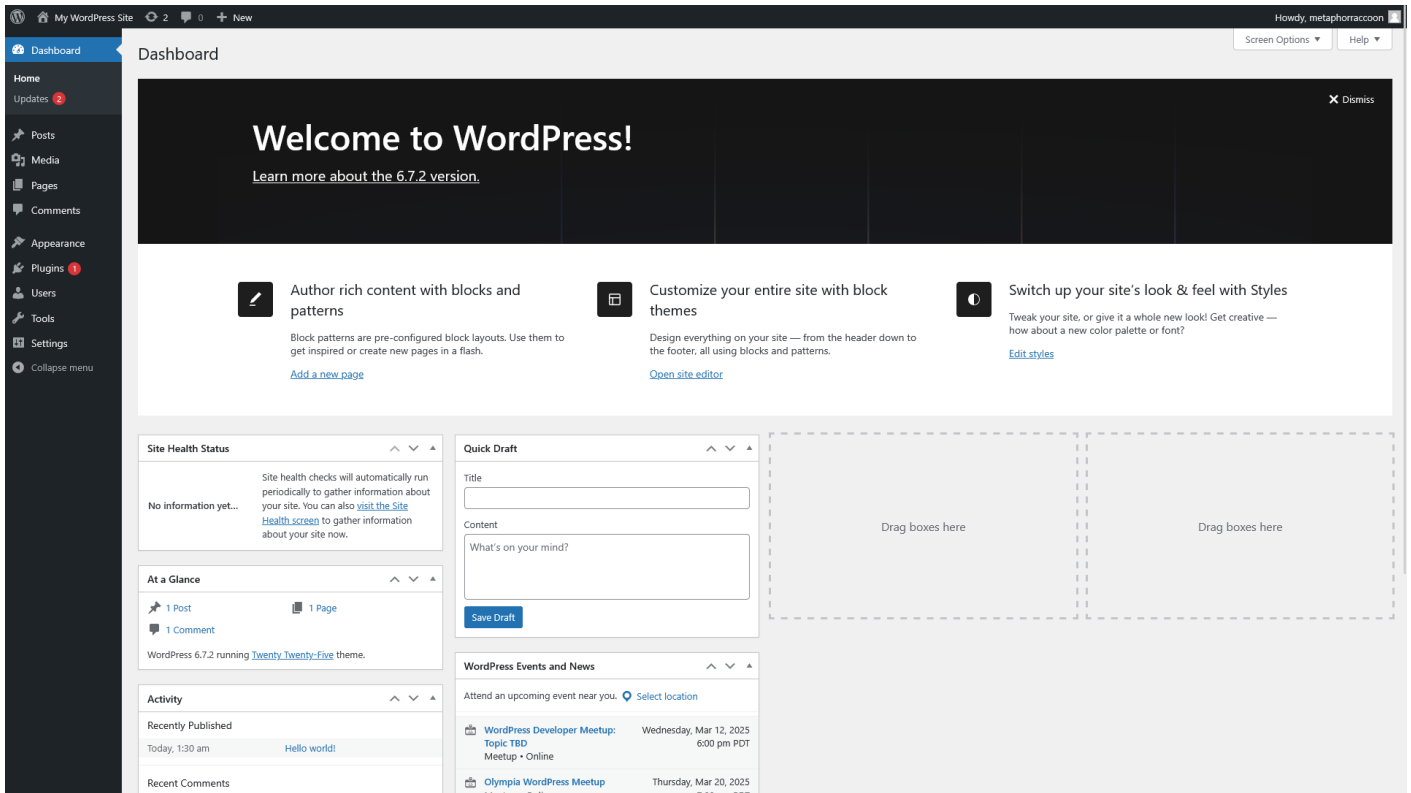 My WordPress Site
2
0
New
Howdy, metaphorraccoon
Dashboard
Home
Updates 2
Posts
Media
Pages
Comments
Appearance
Plugins 1
Users
Tools
Settings
Collapse menu
Dashboard
Screen Options
Help
Dismiss
Welcome to WordPress!
Learn more about the 6.7.2 version.
Author rich content with blocks and
patterns
Block patterns are pre-configured block layouts. Use them to
get inspired or create new pages in a flash.
Add a new page
Customize your entire site with block
themes
Design everything on your site — from the header down to
the footer, all using blocks and patterns.
Open site editor
Switch up your site's look & feel with Styles
Tweak your site, or give it a whole new look! Get creative —
how about a new color palette or font?
Edit styles
Site Health Status
No information yet...
Site health checks will automatically run
periodically to gather information about
your site. You can also visit the Site
Health screen to gather information
about your site now.
At a Glance
1 Post
1 Page
1 Comment
WordPress 6.7.2 running Twenty Twenty-Five theme.
Activity
Recently Published
Today, 1:30 am
Hello world!
Recent Comments
Quick Draft
Title
Content
What's on your mind?
Save Draft
WordPress Events and News
Attend an upcoming event near you. Select location
WordPress Developer Meetup:
Topic TBD
Meetup • Online
Wednesday, Mar 12, 2025
6:00 pm PDT
Olympia WordPress Meetup
Thursday, Mar 20, 2025
Drag boxes here
Drag boxes here